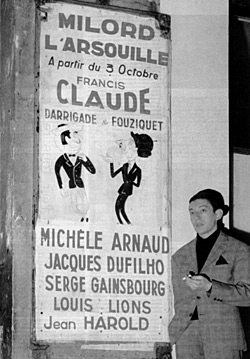 MILORD
L'ARSOUILLE
A partir du 3 Octobre
FRANCIS
CLAUDE
DARRIGADE & FOUZIQUET
MICHÈLE ARNAUD
JACQUES DUFILHO
SERGE GAINSBOURG
LOUIS LIONS
Jean HAROLD